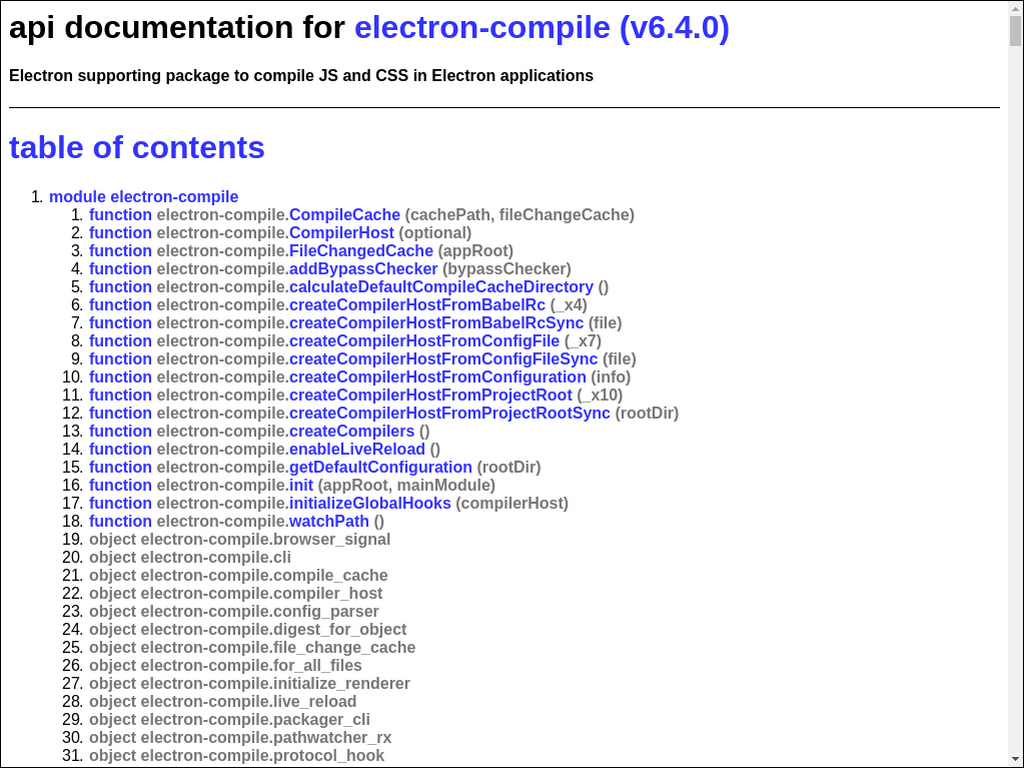 api documentation for electron-compile (v6.4.0)
Electron supporting package to compile JS and CSS in Electron applications
table of contents
1. module electron-compile
1. function electron-compile.CompileCache (cachePath, fileChangeCache)
2. function electron-compile.CompilerHost (optional)
3. function electron-compile.FileChangedCache (appRoot)
4. function electron-compile.addBypassChecker (bypassChecker)
5. function electron-compile.calculateDefaultCompileCacheDirectory ()
6. function electron-compile.createCompilerHostFromBabelRc (_x4)
7. function electron-compile.createCompilerHostFromBabelRcSync (file)
8. function electron-compile.createCompilerHostFromConfigFile (_x7)
9. function electron-compile.createCompilerHostFromConfigFileSync (file)
10. function electron-compile.createCompilerHostFromConfiguration (info)
11. function electron-compile.createCompilerHostFromProjectRoot (_x10)
12. function electron-compile.createCompilerHostFromProjectRootSync (rootDir)
13. function electron-compile.createCompilers ()
14. function electron-compile.enableLiveReload ()
15. function electron-compile.getDefaultConfiguration (rootDir)
16. function electron-compile.init (appRoot, mainModule)
17. function electron-compile.initializeGlobalHooks (compilerHost)
18. function electron-compile.watchPath ()
19. object electron-compile.browser_signal
20. object electron-compile.cli
21. object electron-compile.compile_cache
22. object electron-compile.compiler_host
23. object electron-compile.config_parser
24. object electron-compile.digest_for_object
25. object electron-compile.file_change_cache
26. object electron-compile.for_all_files
27. object electron-compile.initialize_renderer
28. object electron-compile.live_reload
29. object electron-compile.packager_cli
30. object electron-compile.pathwatcher_rx
31. object electron-compile.protocol_hook